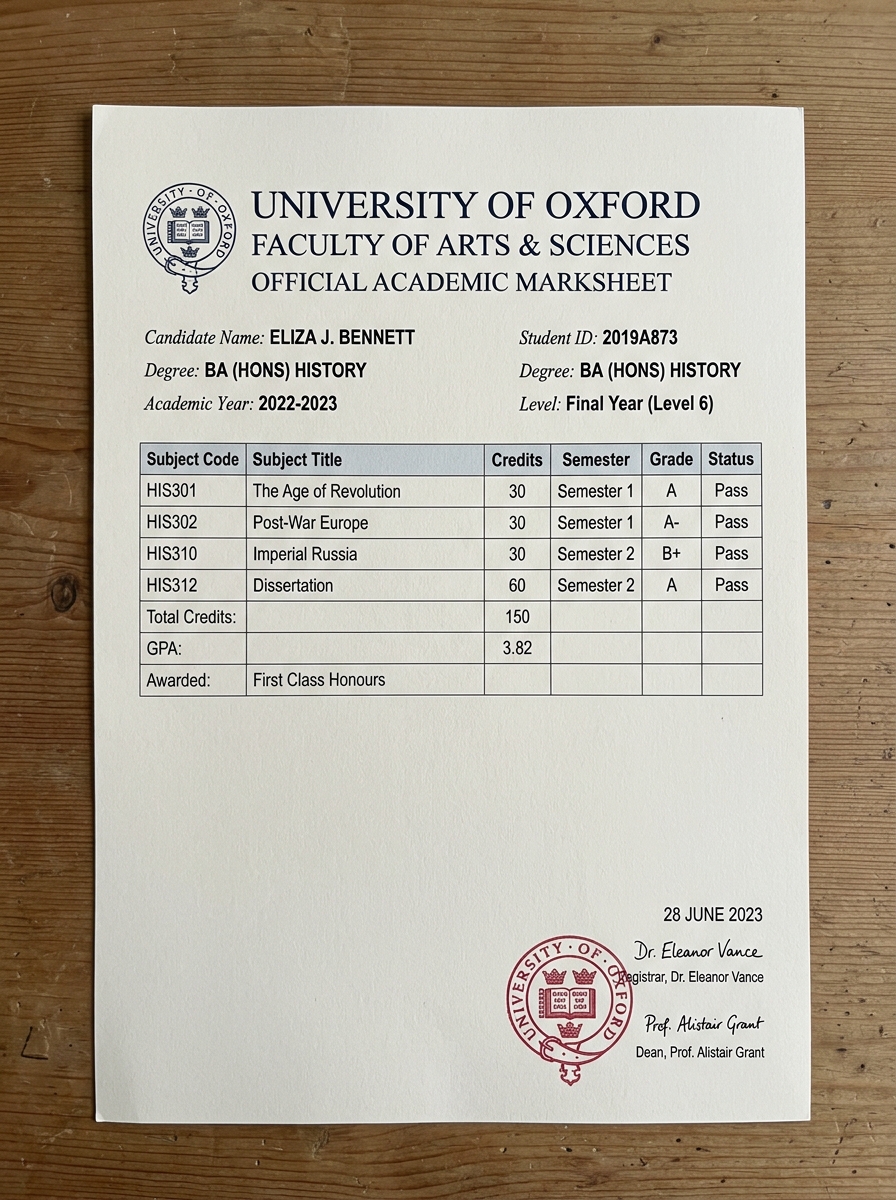 UNIVERSITY · OF · OXFORD
UNIVERSITY OF OXFORD
FACULTY OF ARTS & SCIENCES
OFFICIAL ACADEMIC MARKSHEET
Candidate Name: ELIZA J. BENNETT Student ID: 2019A873
Degree: BA (HONS) HISTORY Degree: BA (HONS) HISTORY
Academic Year: 2022-2023 Level: Final Year (Level 6)
Subject Code Subject Title Credits Semester Grade Status
HIS301 The Age of Revolution 30 Semester 1 A Pass
HIS302 Post-War Europe 30 Semester 1 A- Pass
HIS310 Imperial Russia 30 Semester 2 B+ Pass
HIS312 Dissertation 60 Semester 2 A Pass
Total Credits: 150
GPA: 3.82
Awarded: First Class Honours
28 JUNE 2023
Dr. Eleanor Vance
Registrar, Dr. Eleanor Vance
UNIVERSITY · OF · OXFORD
Prof. Alistair Grant
Dean, Prof. Alistair Grant